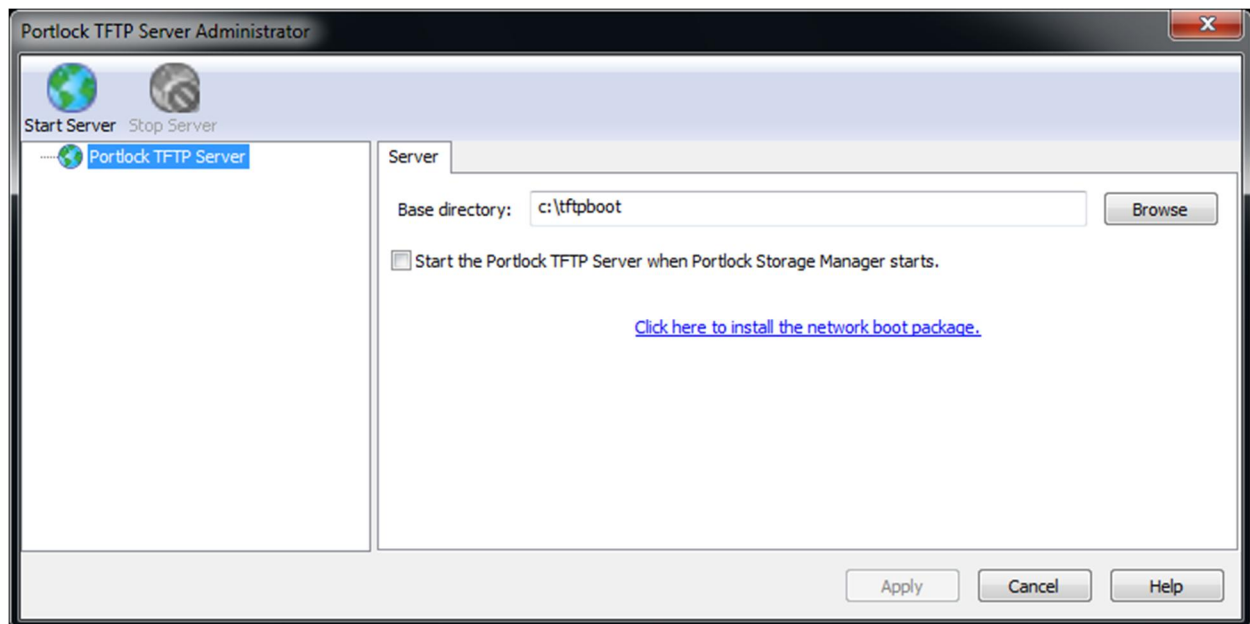 Portlock TFTP Server Administrator
Start Server Stop Server
Portlock TFTP Server
Server
Base directory: c:\tftpboot Browse
Start the Portlock TFTP Server when Portlock Storage Manager starts.
Click here to install the network boot package.
Apply Cancel Help